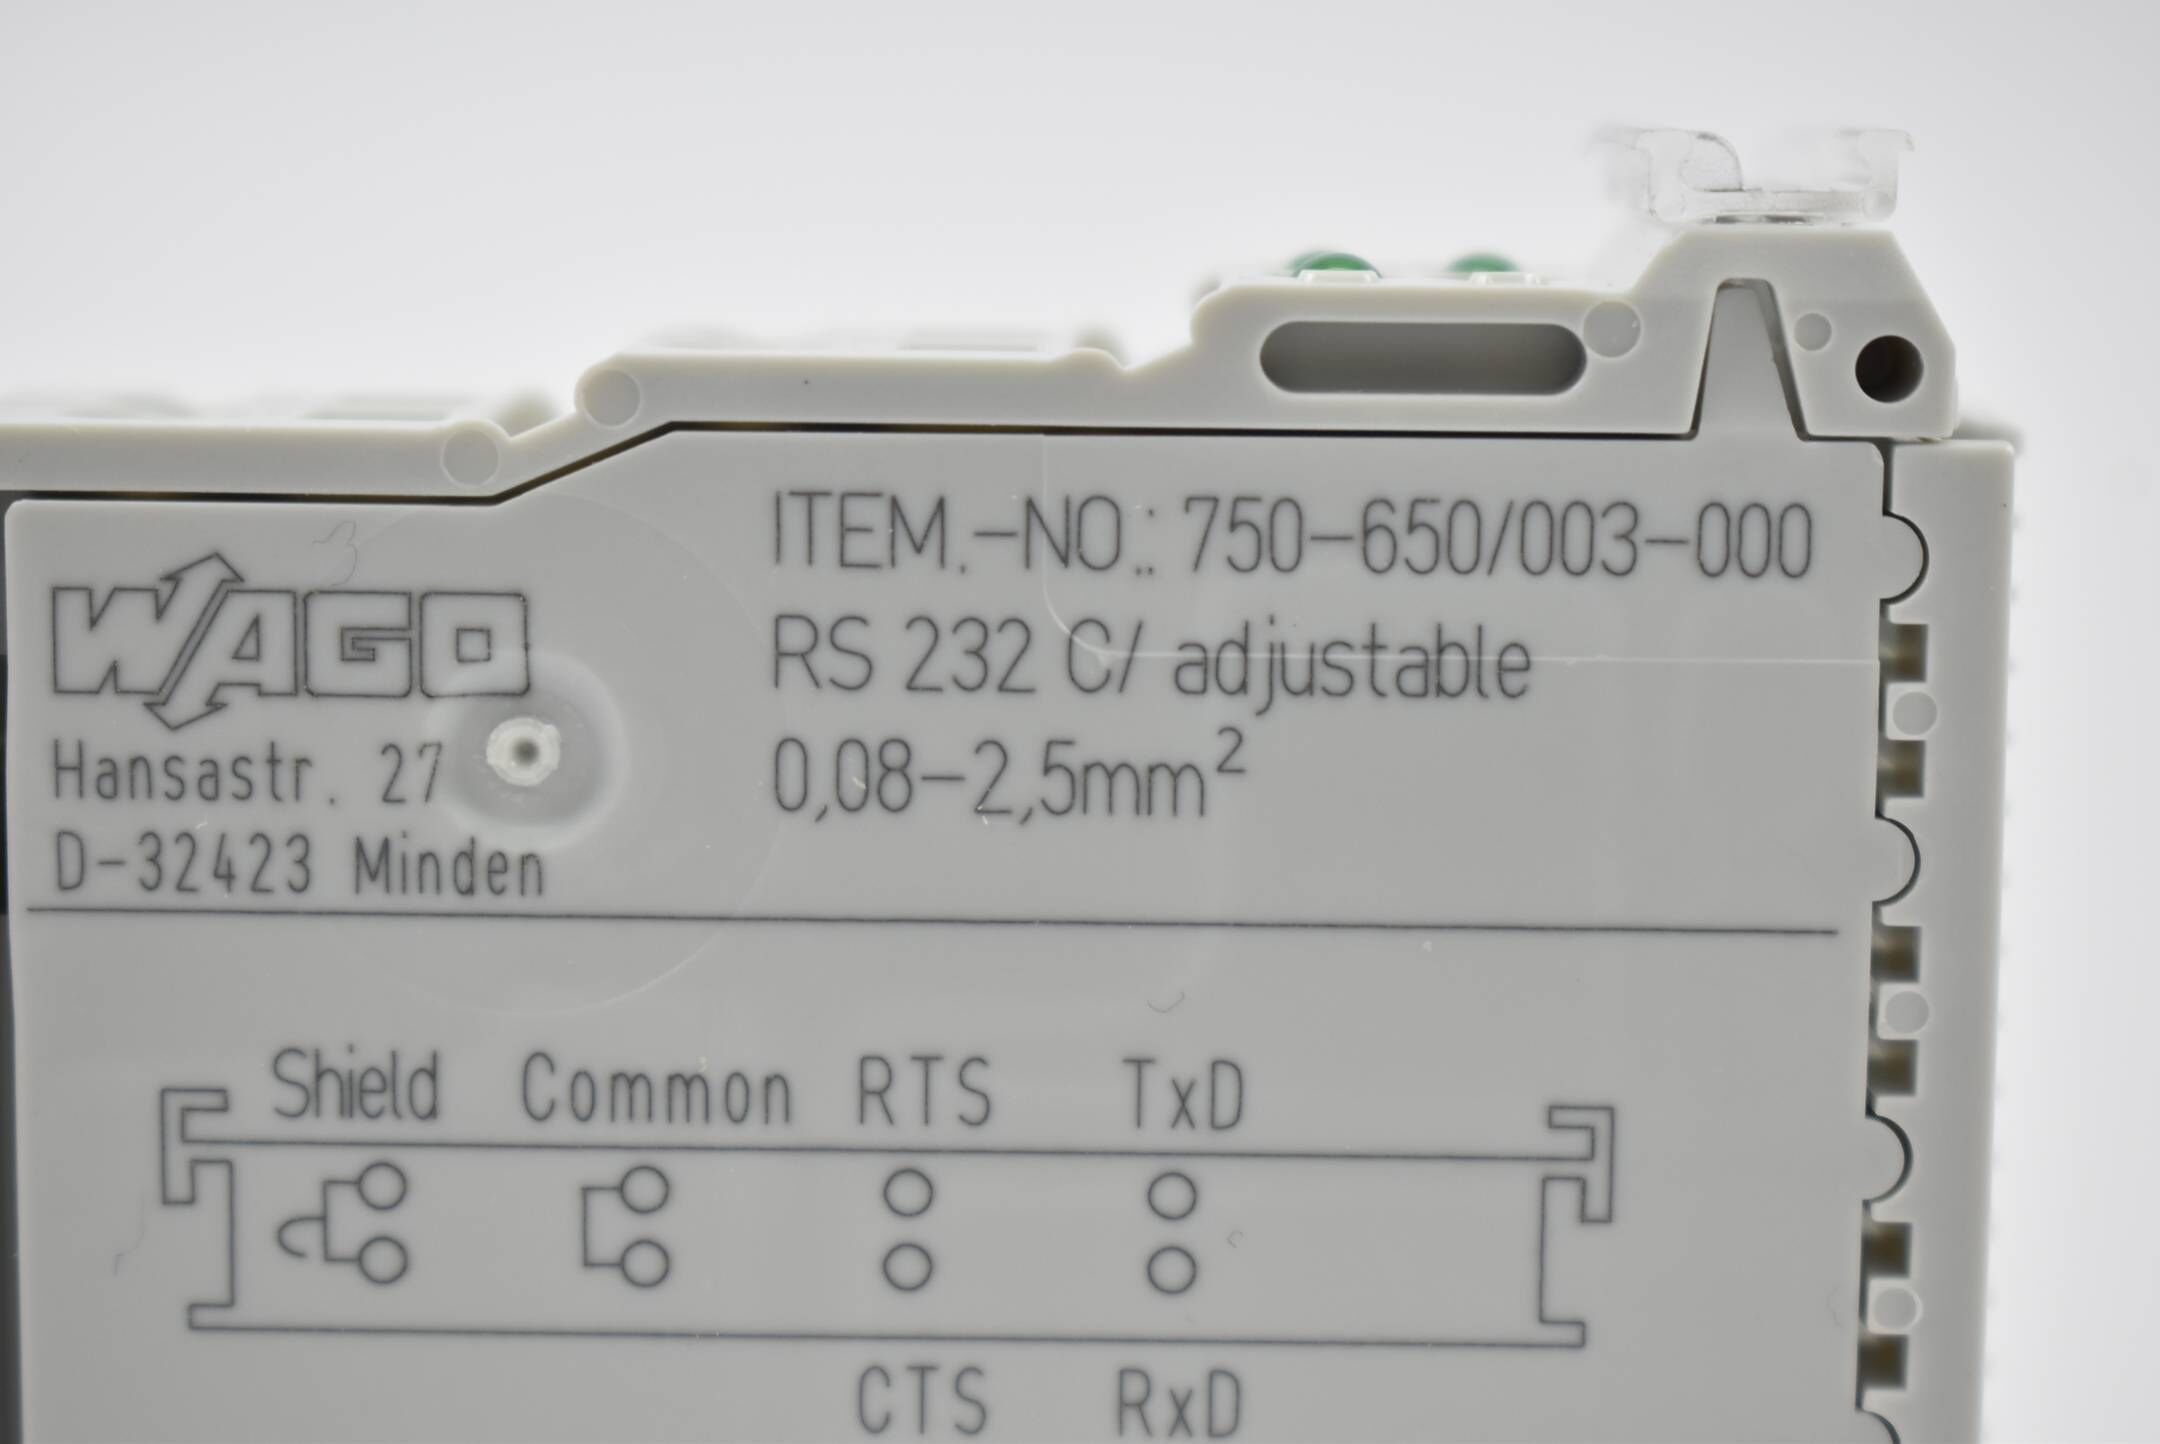 WAGO
Hansastr. 27
D-32423 Minden
ITEM.-NO.: 750-650/003-000
RS 232 C/ adjustable
0,08-2,5mm²
Shield Common RTS TxD
CTS RxD